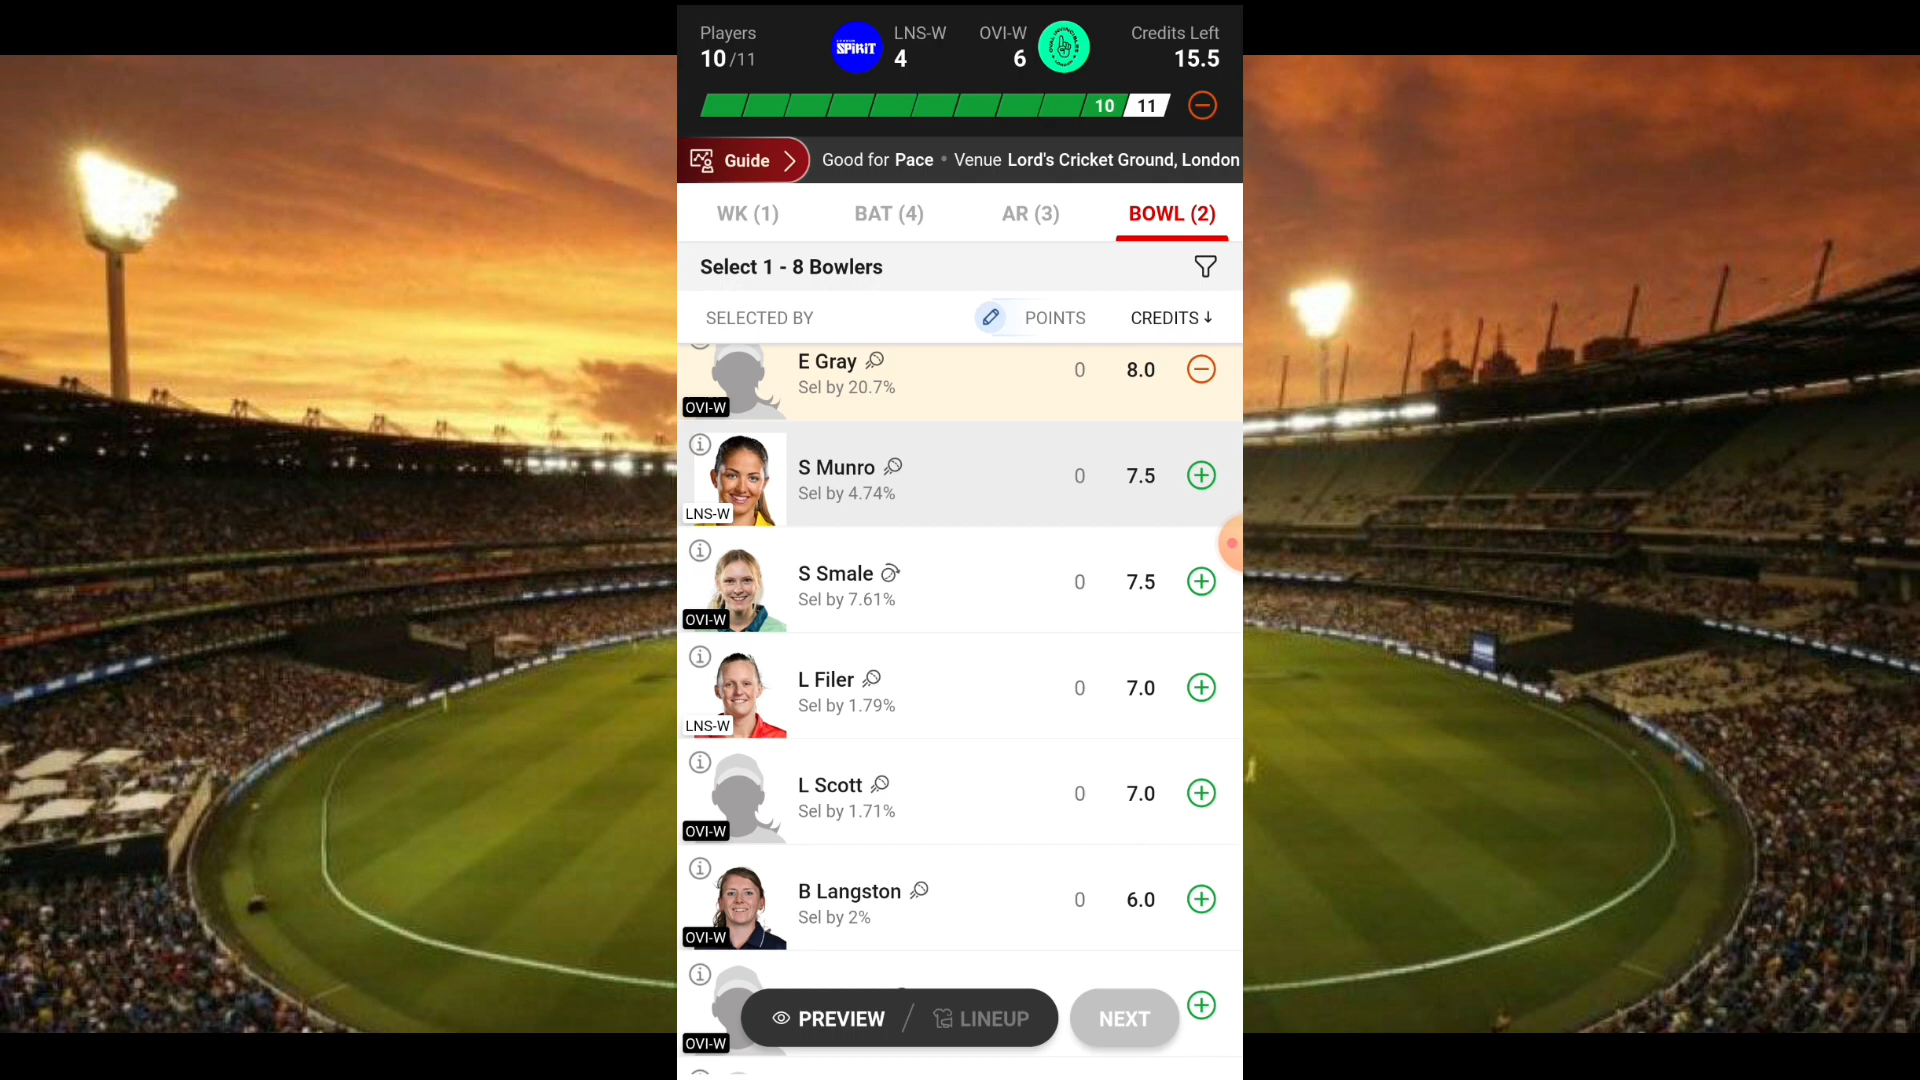 Players
10 /11
LONDON
SPIRIT
LNS-W
4
OVI-W
6
Credits Left
15.5
10
11
Guide
Good for Pace • Venue Lord's Cricket Ground, London
WK (1)
BAT (4)
AR (3)
BOWL (2)
Select 1 - 8 Bowlers
SELECTED BY
POINTS
CREDITS ↓
E Gray
Sel by 20.7%
0
8.0
OVI-W
S Munro
Sel by 4.74%
0
7.5
LNS-W
S Smale
Sel by 7.61%
0
7.5
OVI-W
L Filer
Sel by 1.79%
0
7.0
LNS-W
L Scott
Sel by 1.71%
0
7.0
OVI-W
B Langston
Sel by 2%
0
6.0
OVI-W
PREVIEW / LINEUP
NEXT
OVI-W